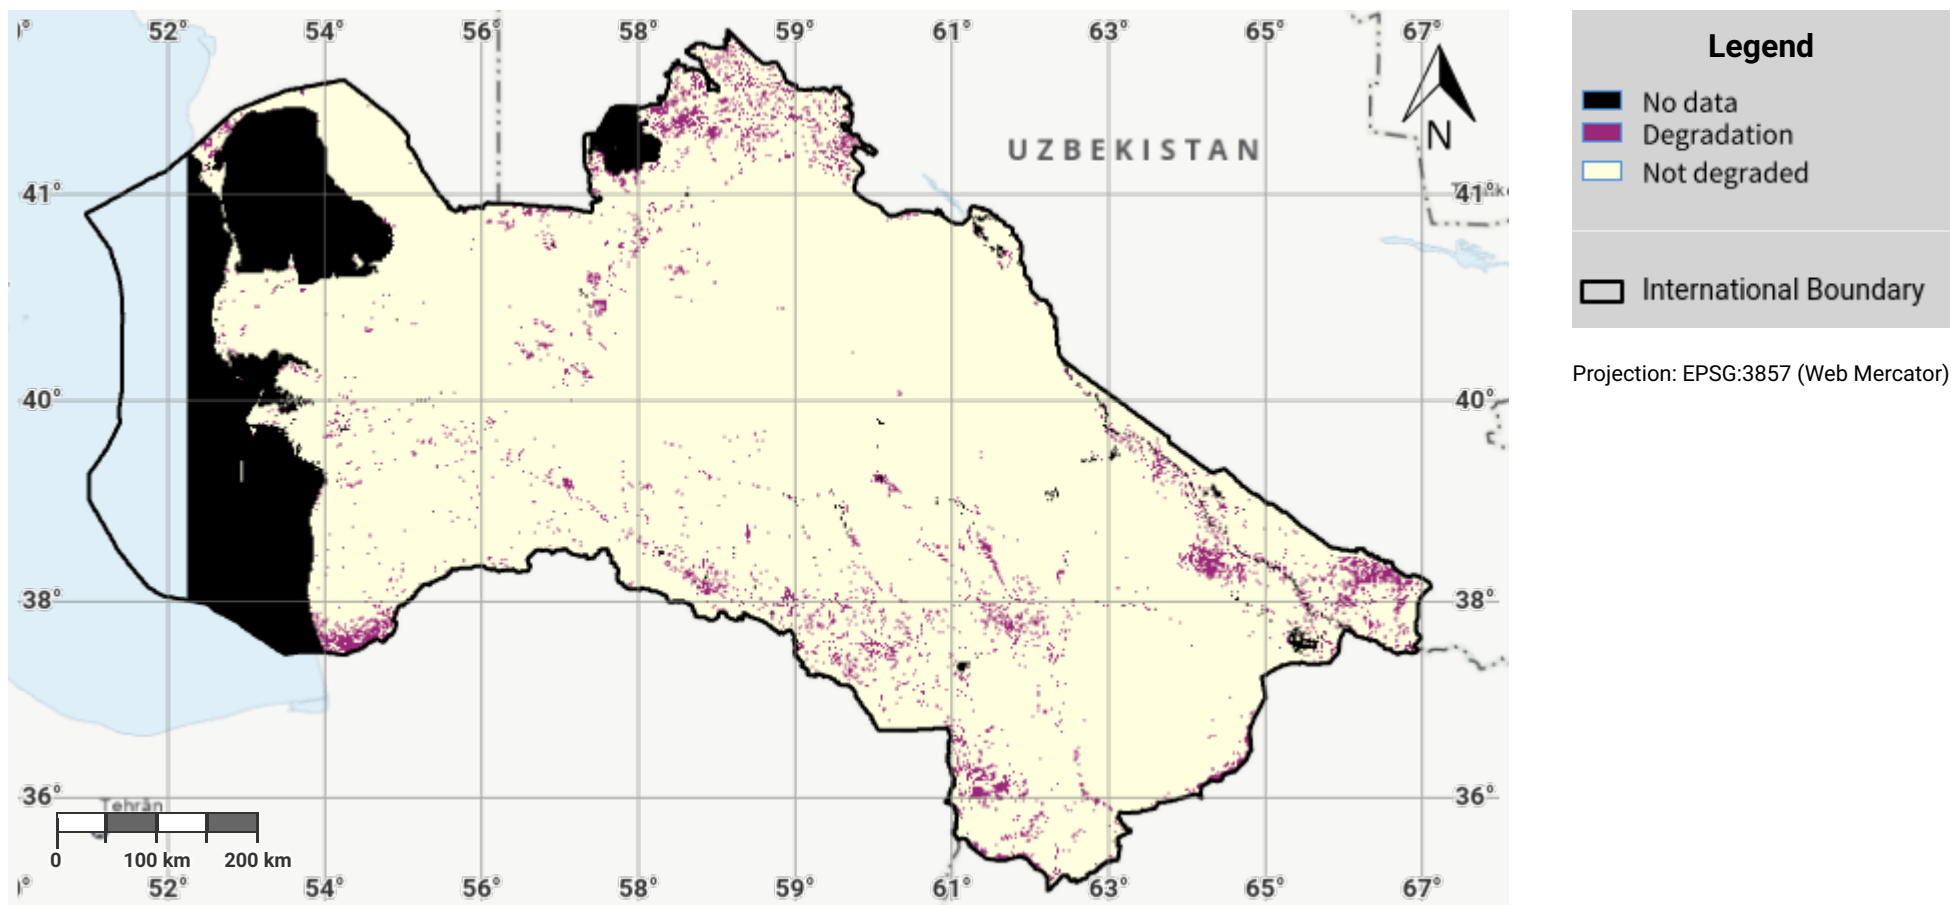 52° 54° 56° 58° 59° 61° 63° 65° 67°
N
UZBEKISTAN
41° 41°
40° 40°
38° 38°
36° 36°
Tehrān
0 100 km 200 km
52° 54° 56° 58° 59° 61° 63° 65° 67°
Legend
No data
Degradation
Not degraded
International Boundary
Projection: EPSG:3857 (Web Mercator)